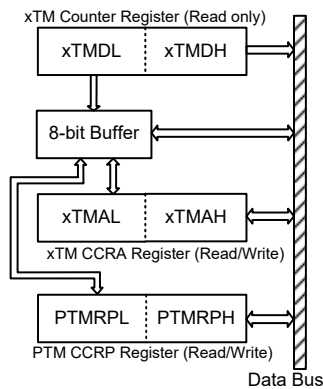 xTM Counter Register (Read only)
xTMDL xTMDH
8-bit Buffer
xTMAL xTMAH
xTM CCRA Register (Read/Write)
PTMRPL PTMRPH
PTM CCRP Register (Read/Write)
Data Bus